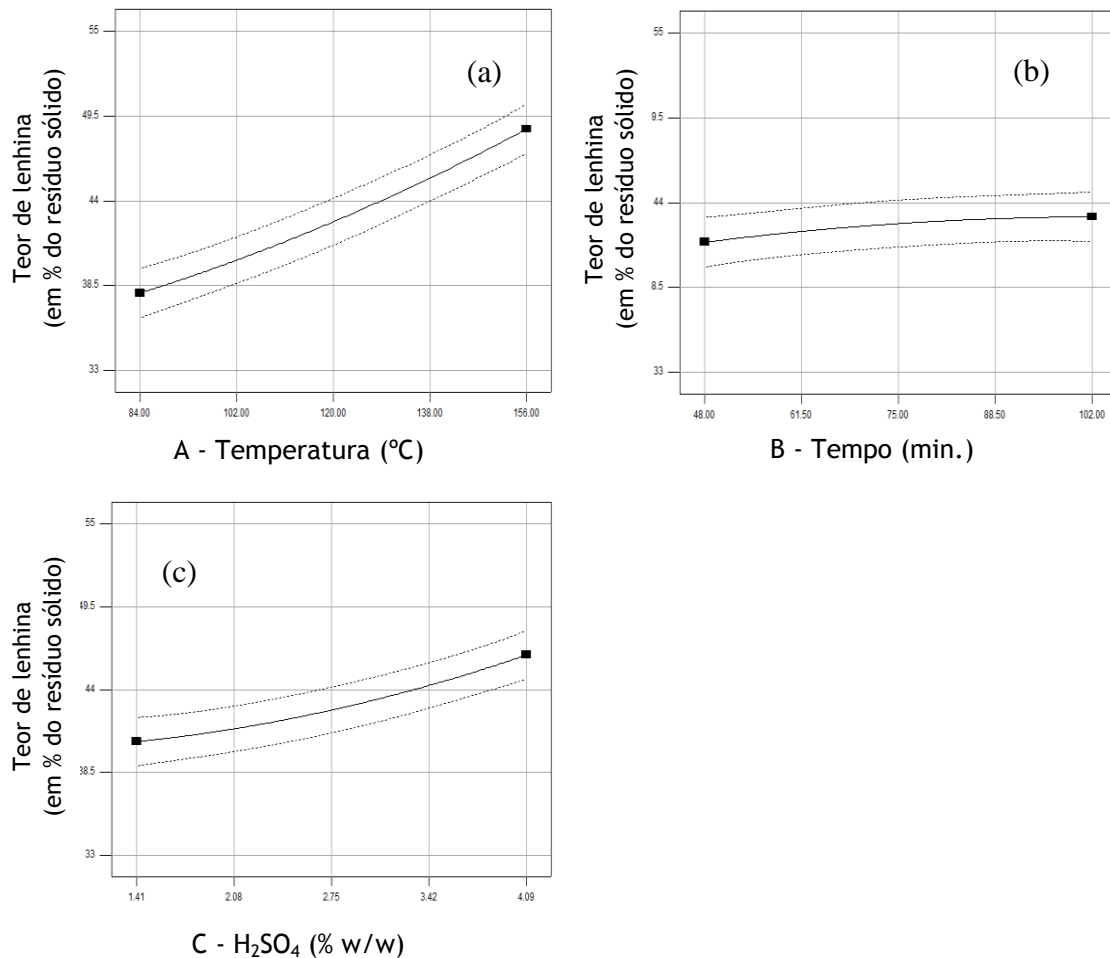 55
(a)
49.5
44
38.5
33
Teor de lenhina
(em % do resíduo sólido)
84.00 102.00 120.00 138.00 156.00
A - Temperatura (ºC)
55
(b)
9.5
44
8.5
33
Teor de lenhina
(em % do resíduo sólido)
48.00 61.50 75.00 88.50 102.00
B - Tempo (min.)
55
(c)
49.5
44
38.5
33
Teor de lenhina
(em % do resíduo sólido)
1.41 2.08 2.75 3.42 4.09
C - H₂SO₄ (% w/w)